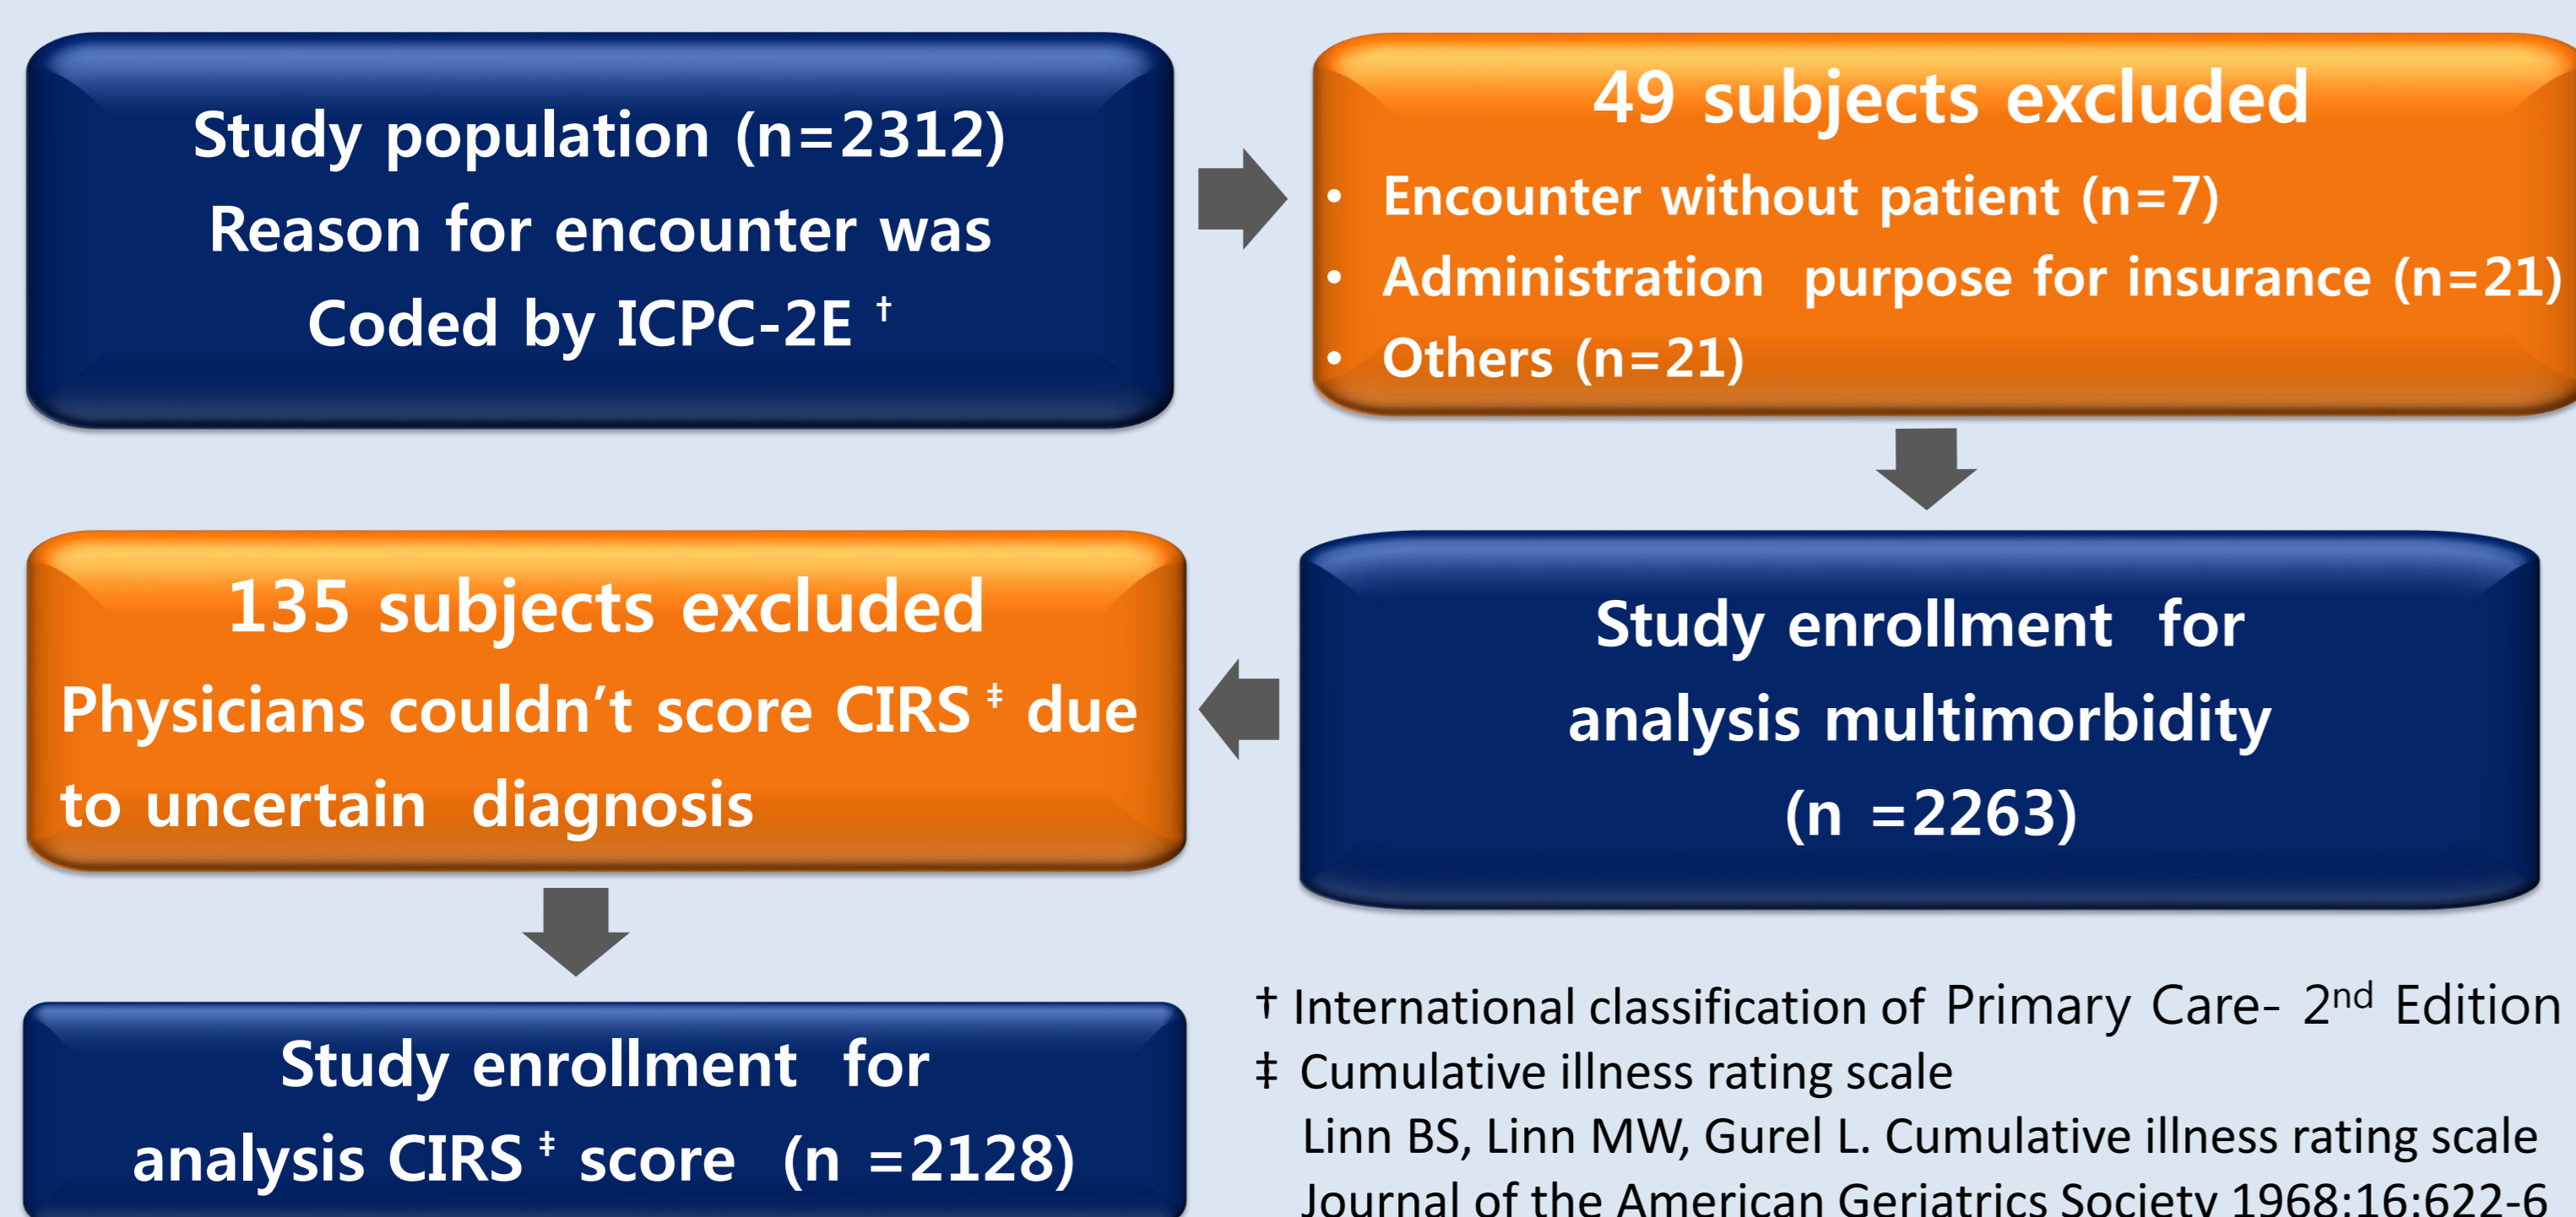 Study population (n=2312)
Reason for encounter was
Coded by ICPC-2E †
49 subjects excluded
• Encounter without patient (n=7)
• Administration purpose for insurance (n=21)
• Others (n=21)
135 subjects excluded
Physicians couldn’t score CIRS ‡ due
to uncertain diagnosis
Study enrollment for
analysis multimorbidity
(n =2263)
Study enrollment for
analysis CIRS ‡ score (n =2128)
† International classification of Primary Care- 2nd Edition
‡ Cumulative illness rating scale
Linn BS, Linn MW, Gurel L. Cumulative illness rating scale
Journal of the American Geriatrics Society 1968;16:622-6